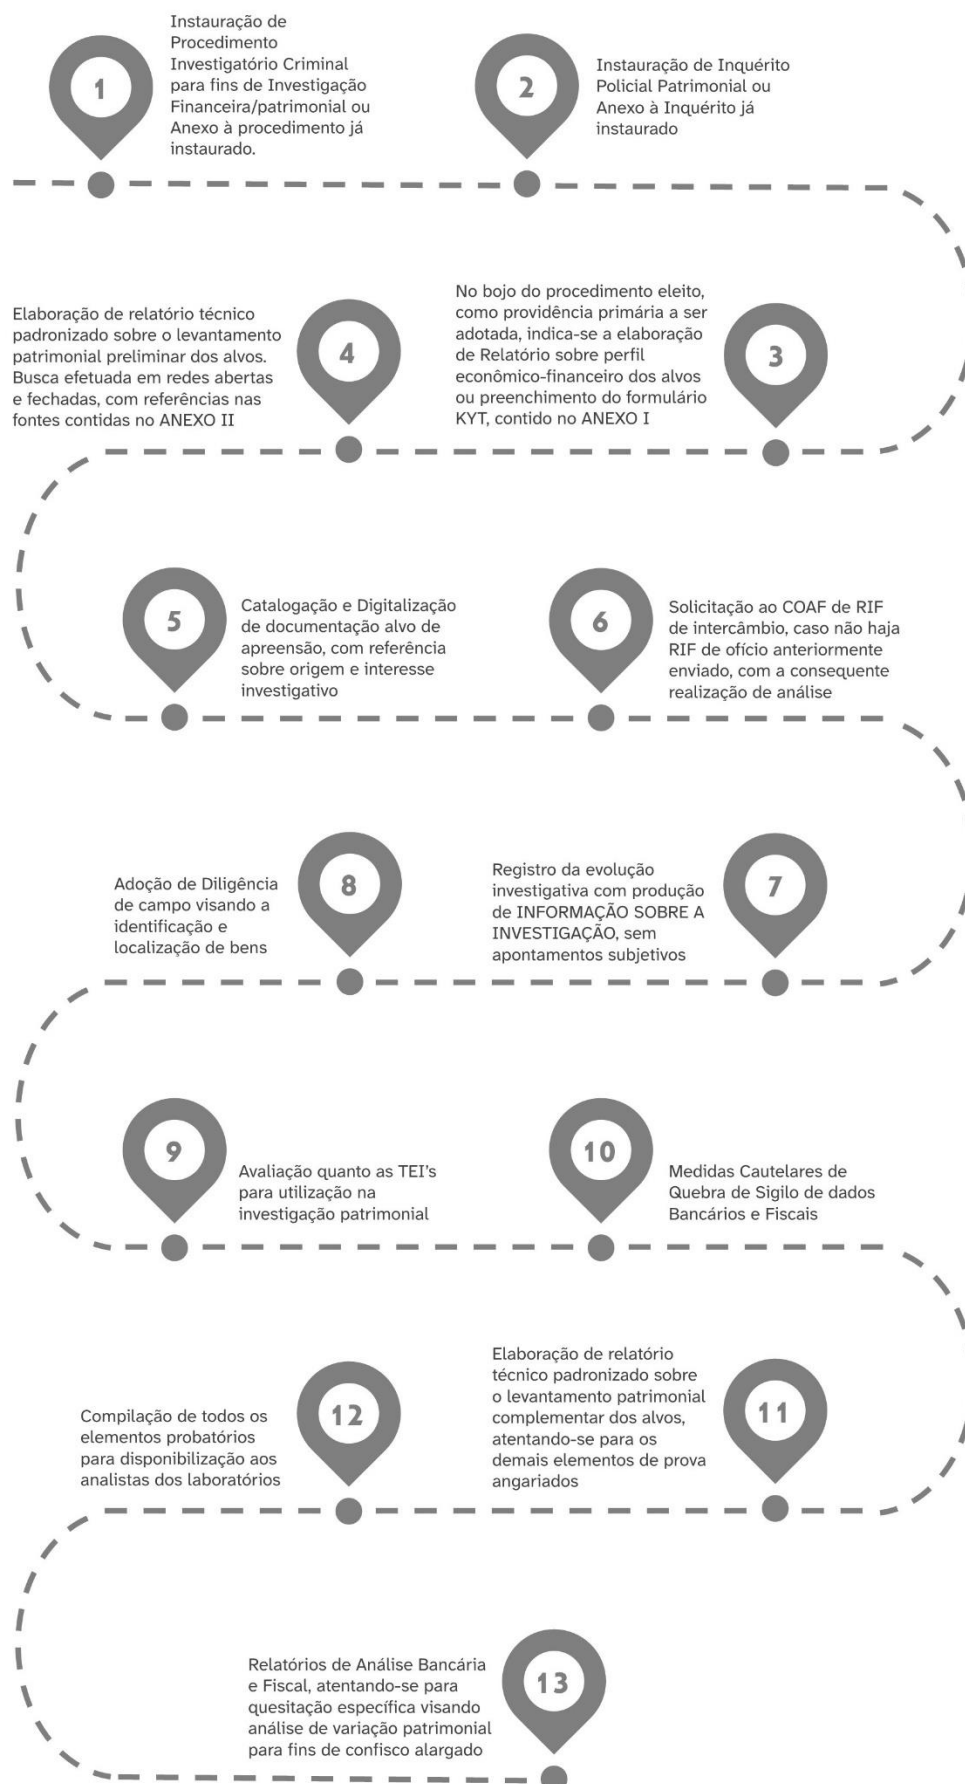 1
Instauração de
Procedimento
Investigatório Criminal
para fins de Investigação
Financeira/patrimonial ou
Anexo à procedimento já
instaurado.
2
Instauração de Inquérito
Policial Patrimonial ou
Anexo à Inquérito já
instaurado
3
No bojo do procedimento eleito,
como providência primária a ser
adotada, indica-se a elaboração
de Relatório sobre perfil
econômico-financeiro dos alvos
ou preenchimento do formulário
KYT, contido no ANEXO I
4
Elaboração de relatório técnico
padronizado sobre o levantamento
patrimonial preliminar dos alvos.
Busca efetuada em redes abertas
e fechadas, com referências nas
fontes contidas no ANEXO II
5
Catalogação e Digitalização
de documentação alvo de
apreensão, com referência
sobre origem e interesse
investigativo
6
Solicitação ao COAF de RIF
de intercâmbio, caso não haja
RIF de ofício anteriormente
enviado, com a consequente
realização de análise
7
Registro da evolução
investigativa com produção
de INFORMAÇÃO SOBRE A
INVESTIGAÇÃO, sem
apontamentos subjetivos
8
Adoção de Diligência
de campo visando a
identificação e
localização de bens
9
Avaliação quanto as TEI's
para utilização na
investigação patrimonial
10
Medidas Cautelares de
Quebra de Sigilo de dados
Bancários e Fiscais
11
Elaboração de relatório
técnico padronizado sobre
o levantamento patrimonial
complementar dos alvos,
atentando-se para os
demais elementos de prova
angariados
12
Compilação de todos os
elementos probatórios
para disponibilização aos
analistas dos laboratórios
13
Relatórios de Análise Bancária
e Fiscal, atentando-se para
quesitação específica visando
análise de variação patrimonial
para fins de confisco alargado